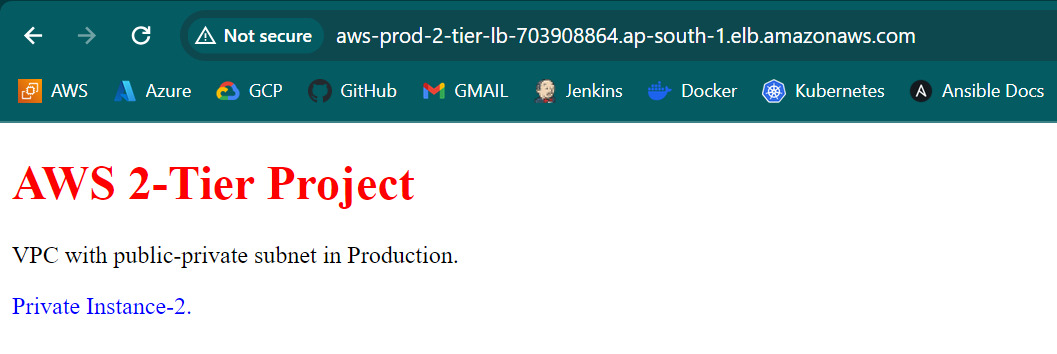 Not secure aws-prod-2-tier-lb-703908864.ap-south-1.elb.amazonaws.com
AWS Azure GCP GitHub GMAIL Jenkins Docker Kubernetes Ansible Docs
AWS 2-Tier Project
VPC with public-private subnet in Production.
Private Instance-2.